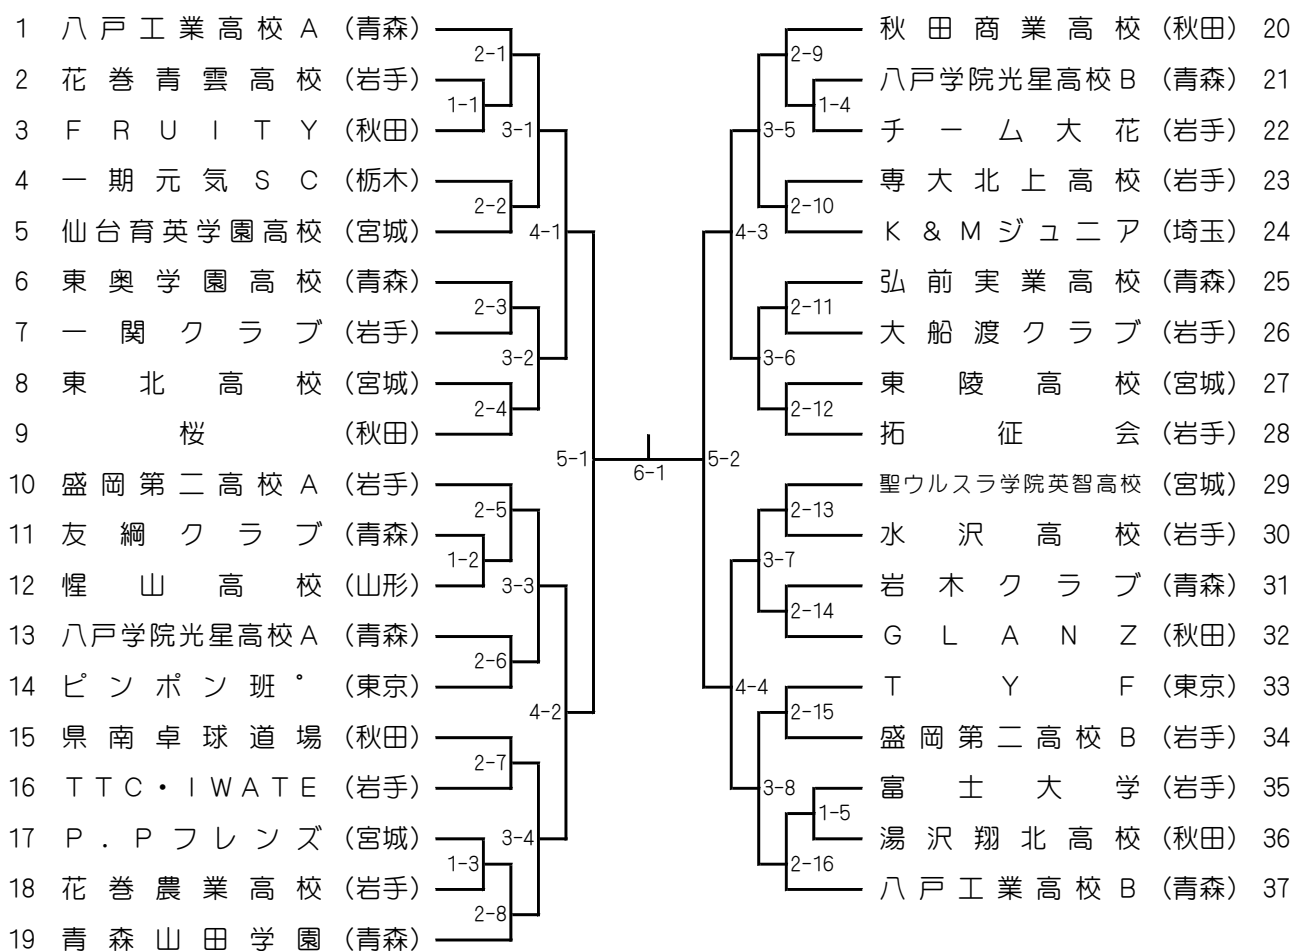 1 八戸工業高校A (青森)
2 花巻青雲高校 (岩手)
3 FRUITY (秋田)
4 一期元気SC (栃木)
5 仙台育英学園高校 (宮城)
6 東奥学園高校 (青森)
7 一関クラブ (岩手)
8 東北高校 (宮城)
9 桜 (秋田)
10 盛岡第二高校A (岩手)
11 友綱クラブ (青森)
12 惺山高校 (山形)
13 八戸学院光星高校A (青森)
14 ピンポン班゜ (東京)
15 県南卓球道場 (秋田)
16 TTC・IWATE (岩手)
17 P.Pフレンズ (宮城)
18 花巻農業高校 (岩手)
19 青森山田学園 (青森)
2-1
1-1
3-1
2-2
4-1
2-3
3-2
2-4
5-1
2-5
1-2
3-3
2-6
4-2
2-7
3-4
1-3
2-8
6-1
2-9
1-4
3-5
2-10
4-3
2-11
3-6
2-12
5-2
2-13
3-7
2-14
4-4
2-15
3-8
1-5
2-16
秋田商業高校 (秋田) 20
八戸学院光星高校B (青森) 21
チーム大花 (岩手) 22
専大北上高校 (岩手) 23
K&Mジュニア (埼玉) 24
弘前実業高校 (青森) 25
大船渡クラブ (岩手) 26
東陵高校 (宮城) 27
拓征会 (岩手) 28
聖ウルスラ学院英智高校 (宮城) 29
水沢高校 (岩手) 30
岩木クラブ (青森) 31
GLANZ (秋田) 32
TYF (東京) 33
盛岡第二高校B (岩手) 34
富士大学 (岩手) 35
湯沢翔北高校 (秋田) 36
八戸工業高校B (青森) 37